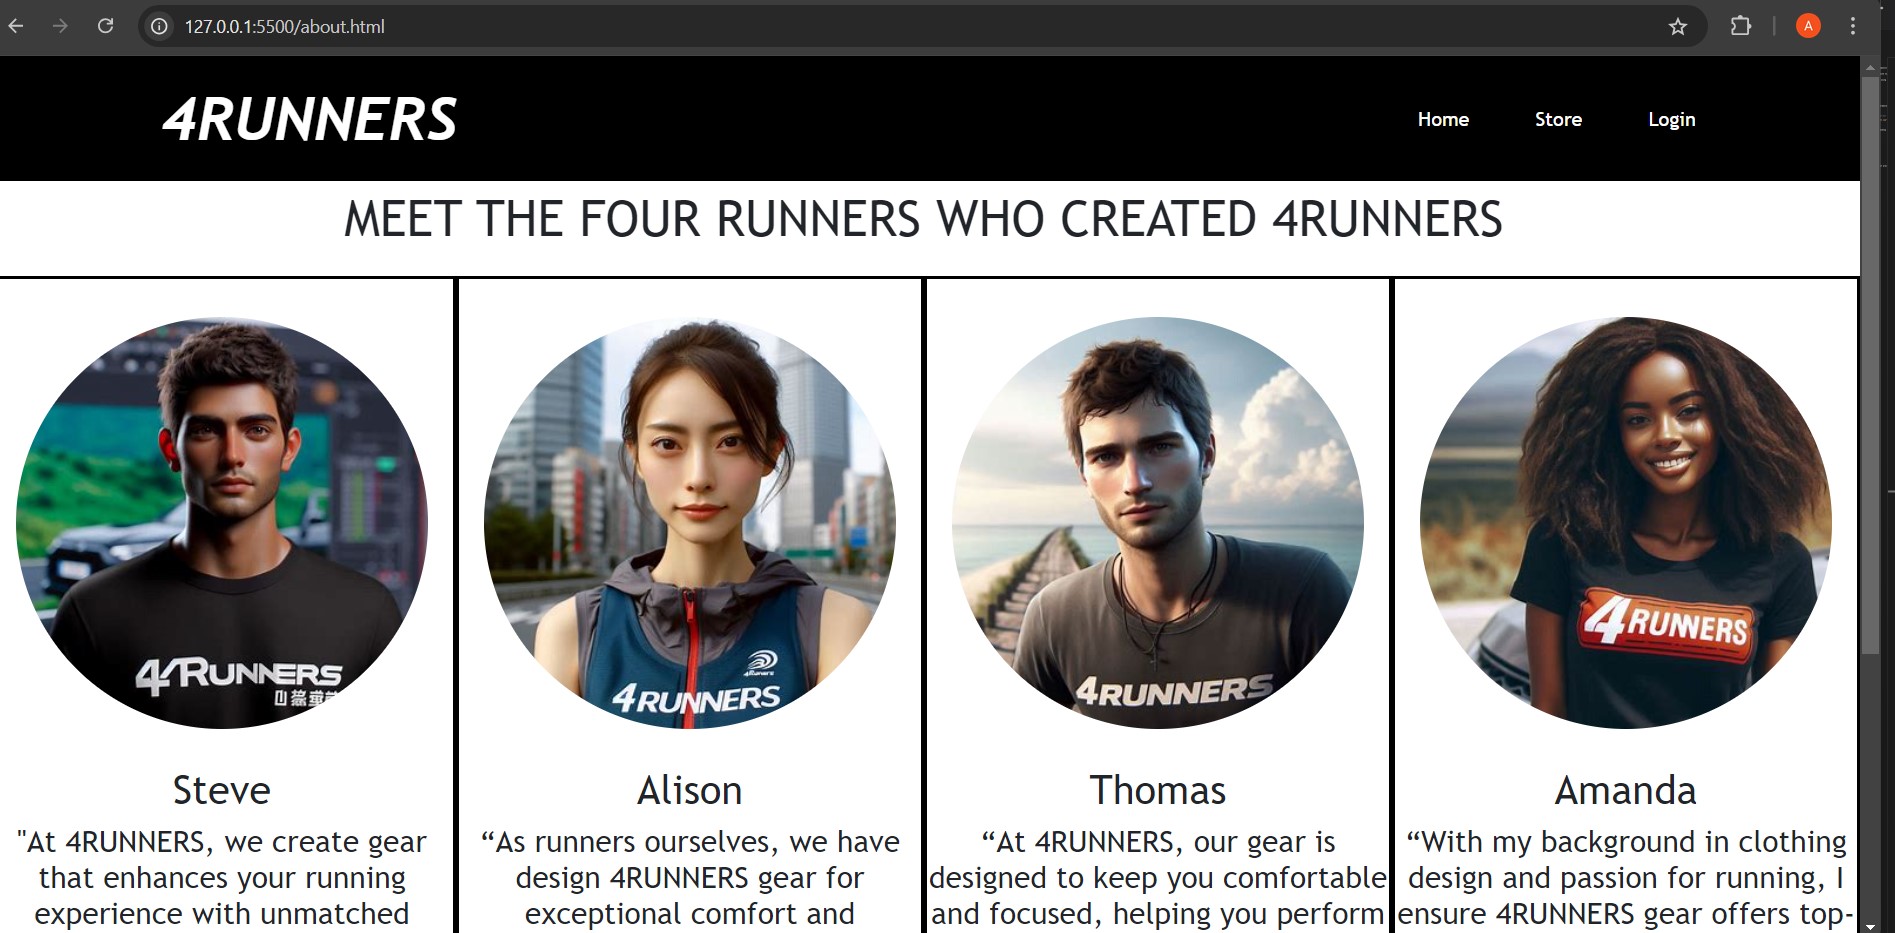 127.0.0.1:5500/about.html
A
4RUNNERS
Home Store Login
MEET THE FOUR RUNNERS WHO CREATED 4RUNNERS
4RUNNERS
4Runners
4RUNNERS
4RUNNERS
4RUNNERS
Steve
"At 4RUNNERS, we create gear
that enhances your running
experience with unmatched
Alison
“As runners ourselves, we have
design 4RUNNERS gear for
exceptional comfort and
Thomas
“At 4RUNNERS, our gear is
designed to keep you comfortable
and focused, helping you perform
Amanda
“With my background in clothing
design and passion for running, I
ensure 4RUNNERS gear offers top-